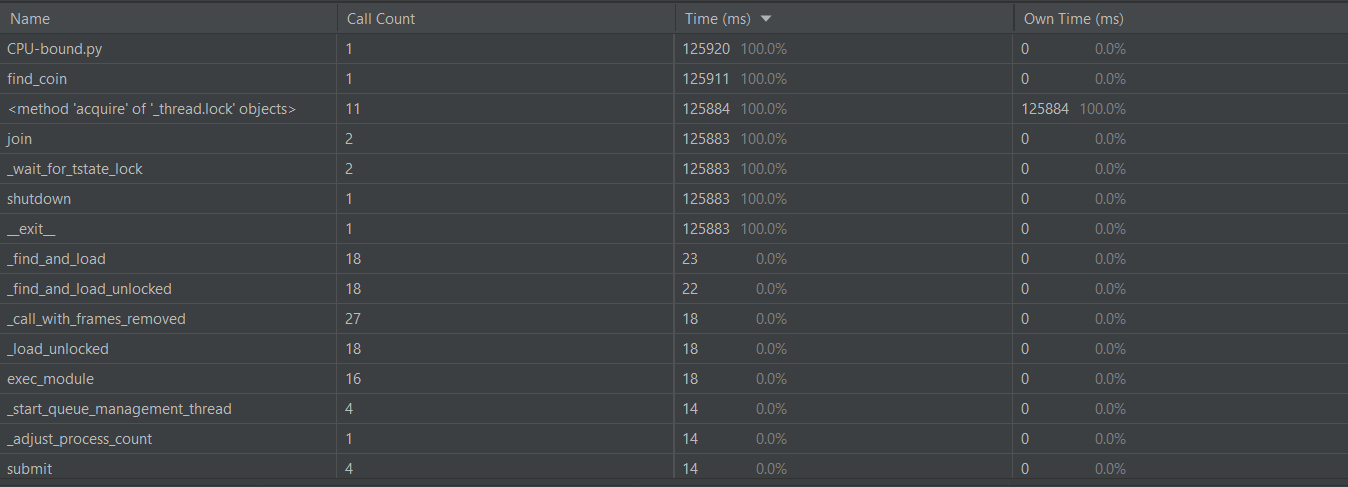 Name Call Count Time (ms) Own Time (ms)
CPU-bound.py 1 125920 100.0% 0 0.0%
find_coin 1 125911 100.0% 0 0.0%
<method 'acquire' of '_thread.lock' objects> 11 125884 100.0% 125884 100.0%
join 2 125883 100.0% 0 0.0%
_wait_for_tstate_lock 2 125883 100.0% 0 0.0%
shutdown 1 125883 100.0% 0 0.0%
__exit__ 1 125883 100.0% 0 0.0%
_find_and_load 18 23 0.0% 0 0.0%
_find_and_load_unlocked 18 22 0.0% 0 0.0%
_call_with_frames_removed 27 18 0.0% 0 0.0%
_load_unlocked 18 18 0.0% 0 0.0%
exec_module 16 18 0.0% 0 0.0%
_start_queue_management_thread 4 14 0.0% 0 0.0%
_adjust_process_count 1 14 0.0% 0 0.0%
submit 4 14 0.0% 0 0.0%